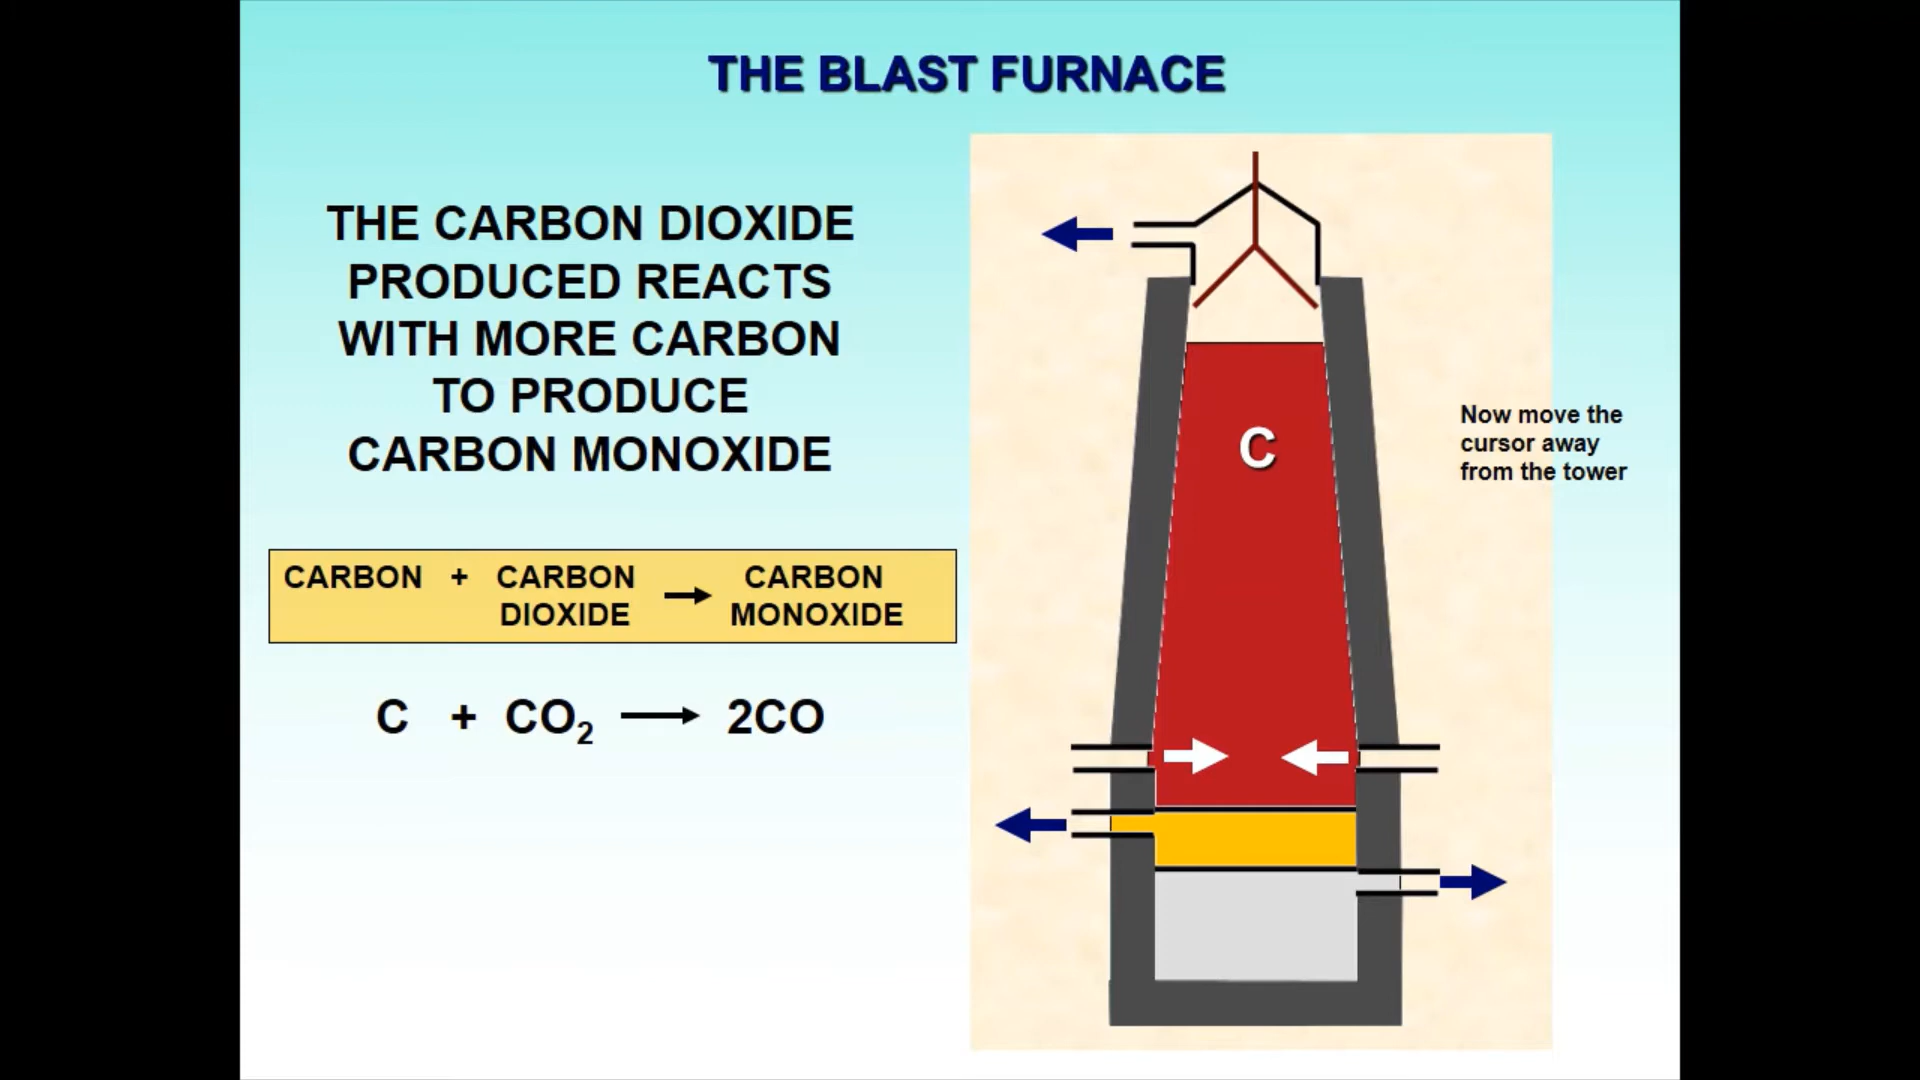 THE BLAST FURNACE
THE CARBON DIOXIDE
PRODUCED REACTS
WITH MORE CARBON
TO PRODUCE
CARBON MONOXIDE
CARBON + CARBON DIOXIDE → CARBON MONOXIDE
C + CO₂ → 2CO
C
Now move the
cursor away
from the tower